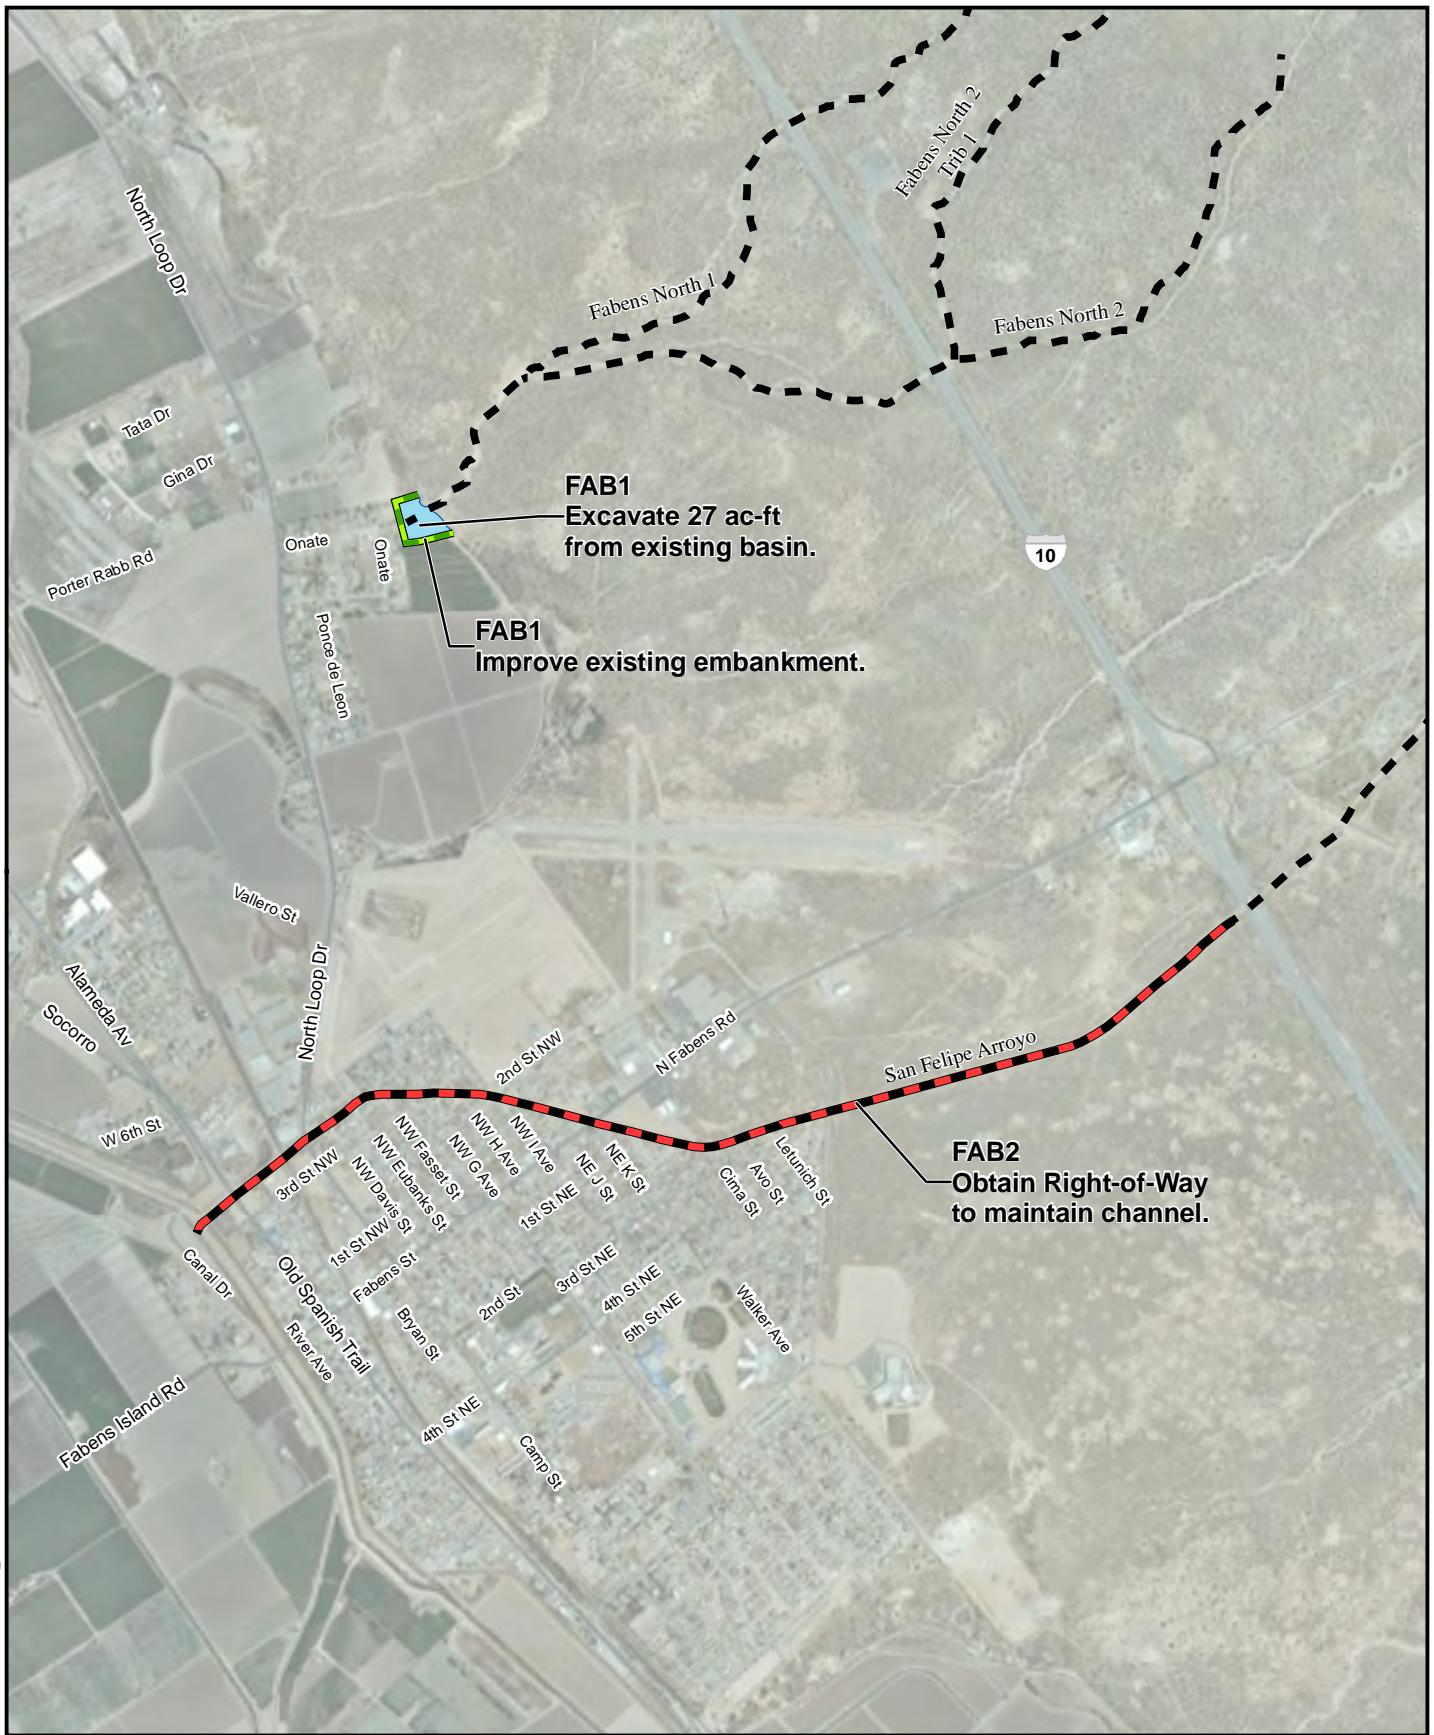 Fabens North 2
Trib 1
North Loop Dr
Fabens North 1
Fabens North 2
Tata Dr
Gina Dr
FAB1
Excavate 27 ac-ft
from existing basin.
Onate
Onate
10
Porter Rabb Rd
Ponce de Leon
FAB1
Improve existing embankment.
Vallero St
North Loop Dr
Alameda Av
Socorro
2nd St NW
N Fabens Rd
San Felipe Arroyo
W 6th St
3rd St NW
NW Fasset St
NW Eubanks St
NW Davis St
NW G Ave
NW H Ave
NW I Ave
NE J St
NE K St
Cima St
Avo St
Letunich St
FAB2
Obtain Right-of-Way
to maintain channel.
1st St NE
1st St NW
Canal Dr
Old Spanish Trail
Fabens St
3rd St NE
4th St NE
2nd St
5th St NE
Walker Ave
River Ave
Bryan St
Fabens Island Rd
4th St NE
Camp St